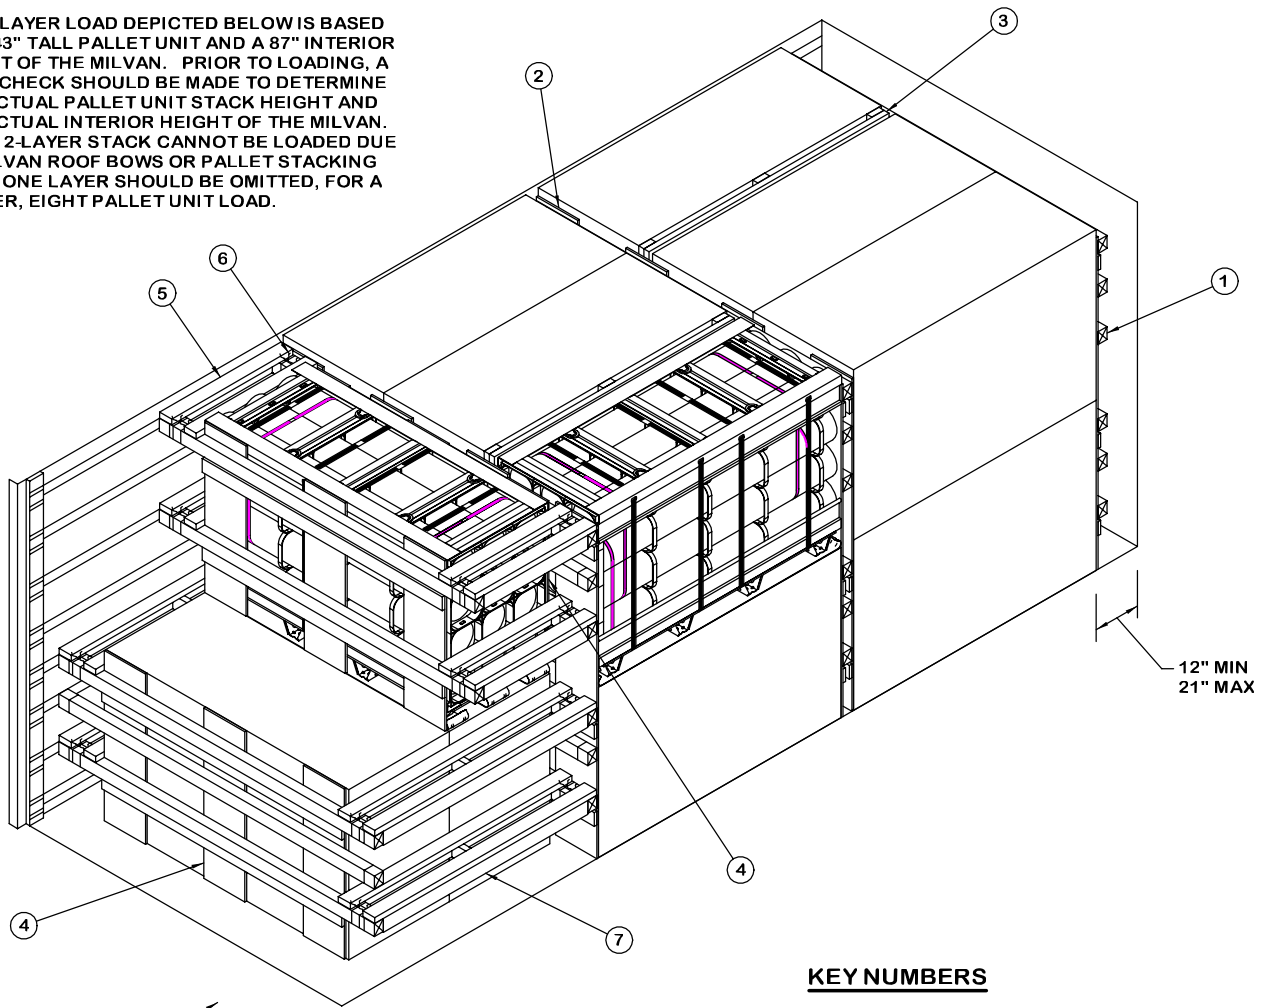 LAYER LOAD DEPICTED BELOW IS BASED
43" TALL PALLET UNIT AND A 87" INTERIOR
T OF THE MILVAN. PRIOR TO LOADING, A
CHECK SHOULD BE MADE TO DETERMINE
CTUAL PALLET UNIT STACK HEIGHT AND
CTUAL INTERIOR HEIGHT OF THE MILVAN.
2-LAYER STACK CANNOT BE LOADED DUE
LVAN ROOF BOWS OR PALLET STACKING
ONE LAYER SHOULD BE OMITTED, FOR A
ER, EIGHT PALLET UNIT LOAD.
3
2
6
5
1
12" MIN
21" MAX
4
4
7
KEY NUMBERS